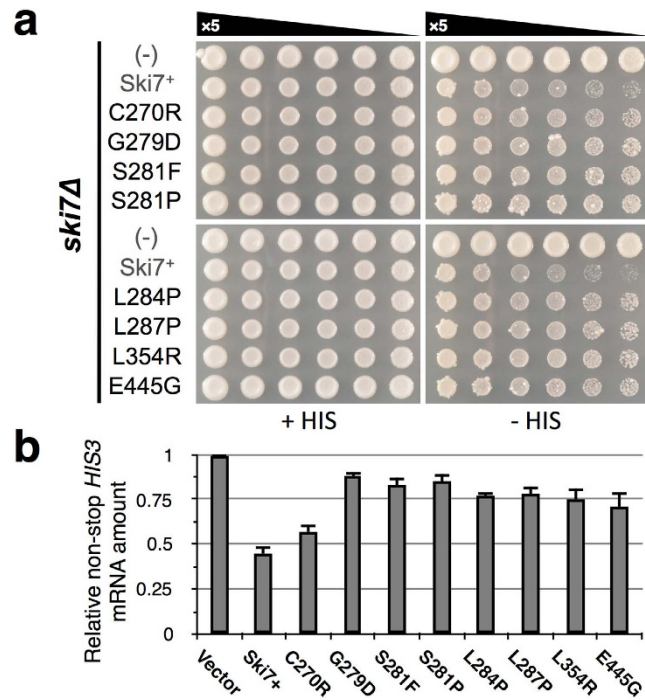 a
×5 ×5
(-)
Ski7+
C270R
G279D
S281F
S281P
ski7Δ
(-)
Ski7+
L284P
L287P
L354R
E445G
+ HIS - HIS
b
Relative non-stop HIS3
mRNA amount
1
0.75
0.5
0.25
0
Vector Ski7+ C270R G279D S281F S281P L284P L287P L354R E445G